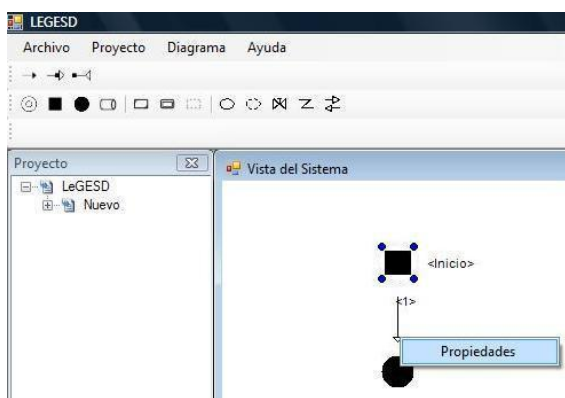 LEGESD
Archivo Proyecto Diagrama Ayuda
Proyecto
Vista del Sistema
LeGESD
Nuevo
<Inicio>
<1>
Propiedades